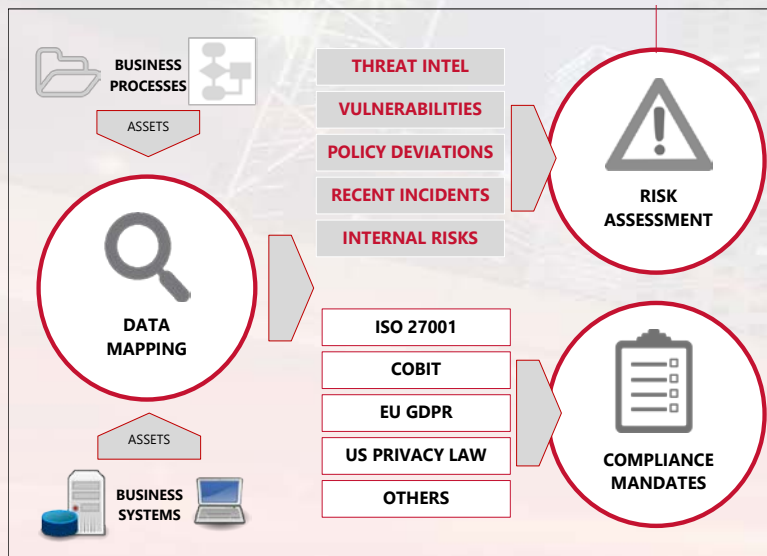 BUSINESS
PROCESSES
ASSETS
DATA
MAPPING
ASSETS
BUSINESS
SYSTEMS
THREAT INTEL
VULNERABILITIES
POLICY DEVIATIONS
RECENT INCIDENTS
INTERNAL RISKS
RISK
ASSESSMENT
ISO 27001
COBIT
EU GDPR
US PRIVACY LAW
OTHERS
COMPLIANCE
MANDATES